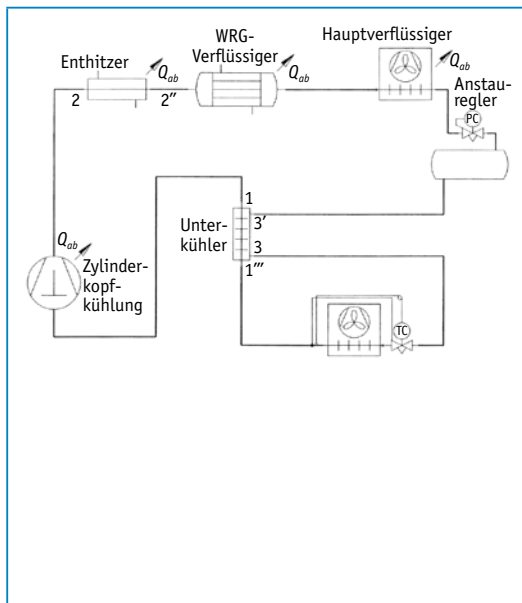 WRG-
Verflüssiger
Hauptverflüssiger
Enthitzer
Q_ab
Q_ab
Q_ab
Anstau-
regler
2
2″
PC
1
3′
Unter-
kühler
3
1‴
Q_ab
Zylinder-
kopf-
kühlung
TC